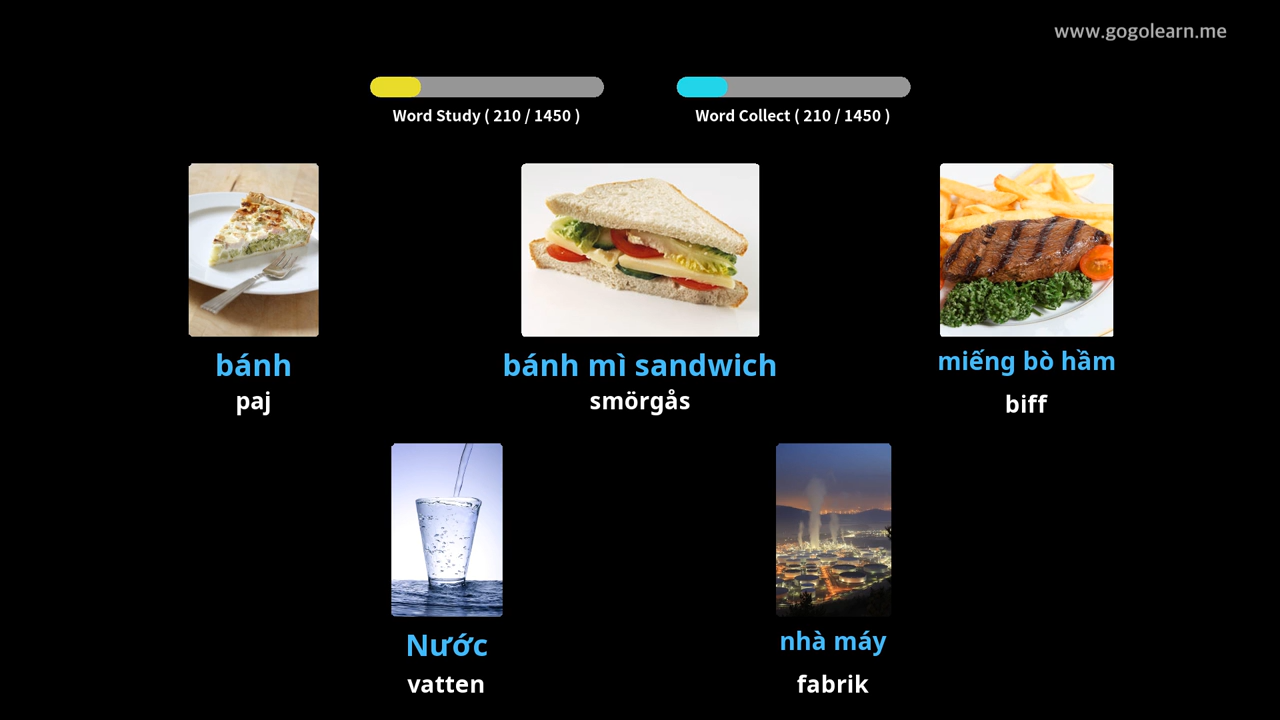 www.gogolearn.me
Word Study ( 210 / 1450 )
Word Collect ( 210 / 1450 )
bánh
paj
bánh mì sandwich
smörgås
miếng bò hầm
biff
Nước
vatten
nhà máy
fabrik